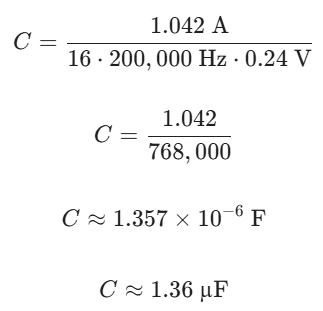 C = 1.042 A / 16 · 200,000 Hz · 0.24 V
C = 1.042 / 768,000
C ≈ 1.357 × 10⁻⁶ F
C ≈ 1.36 μF